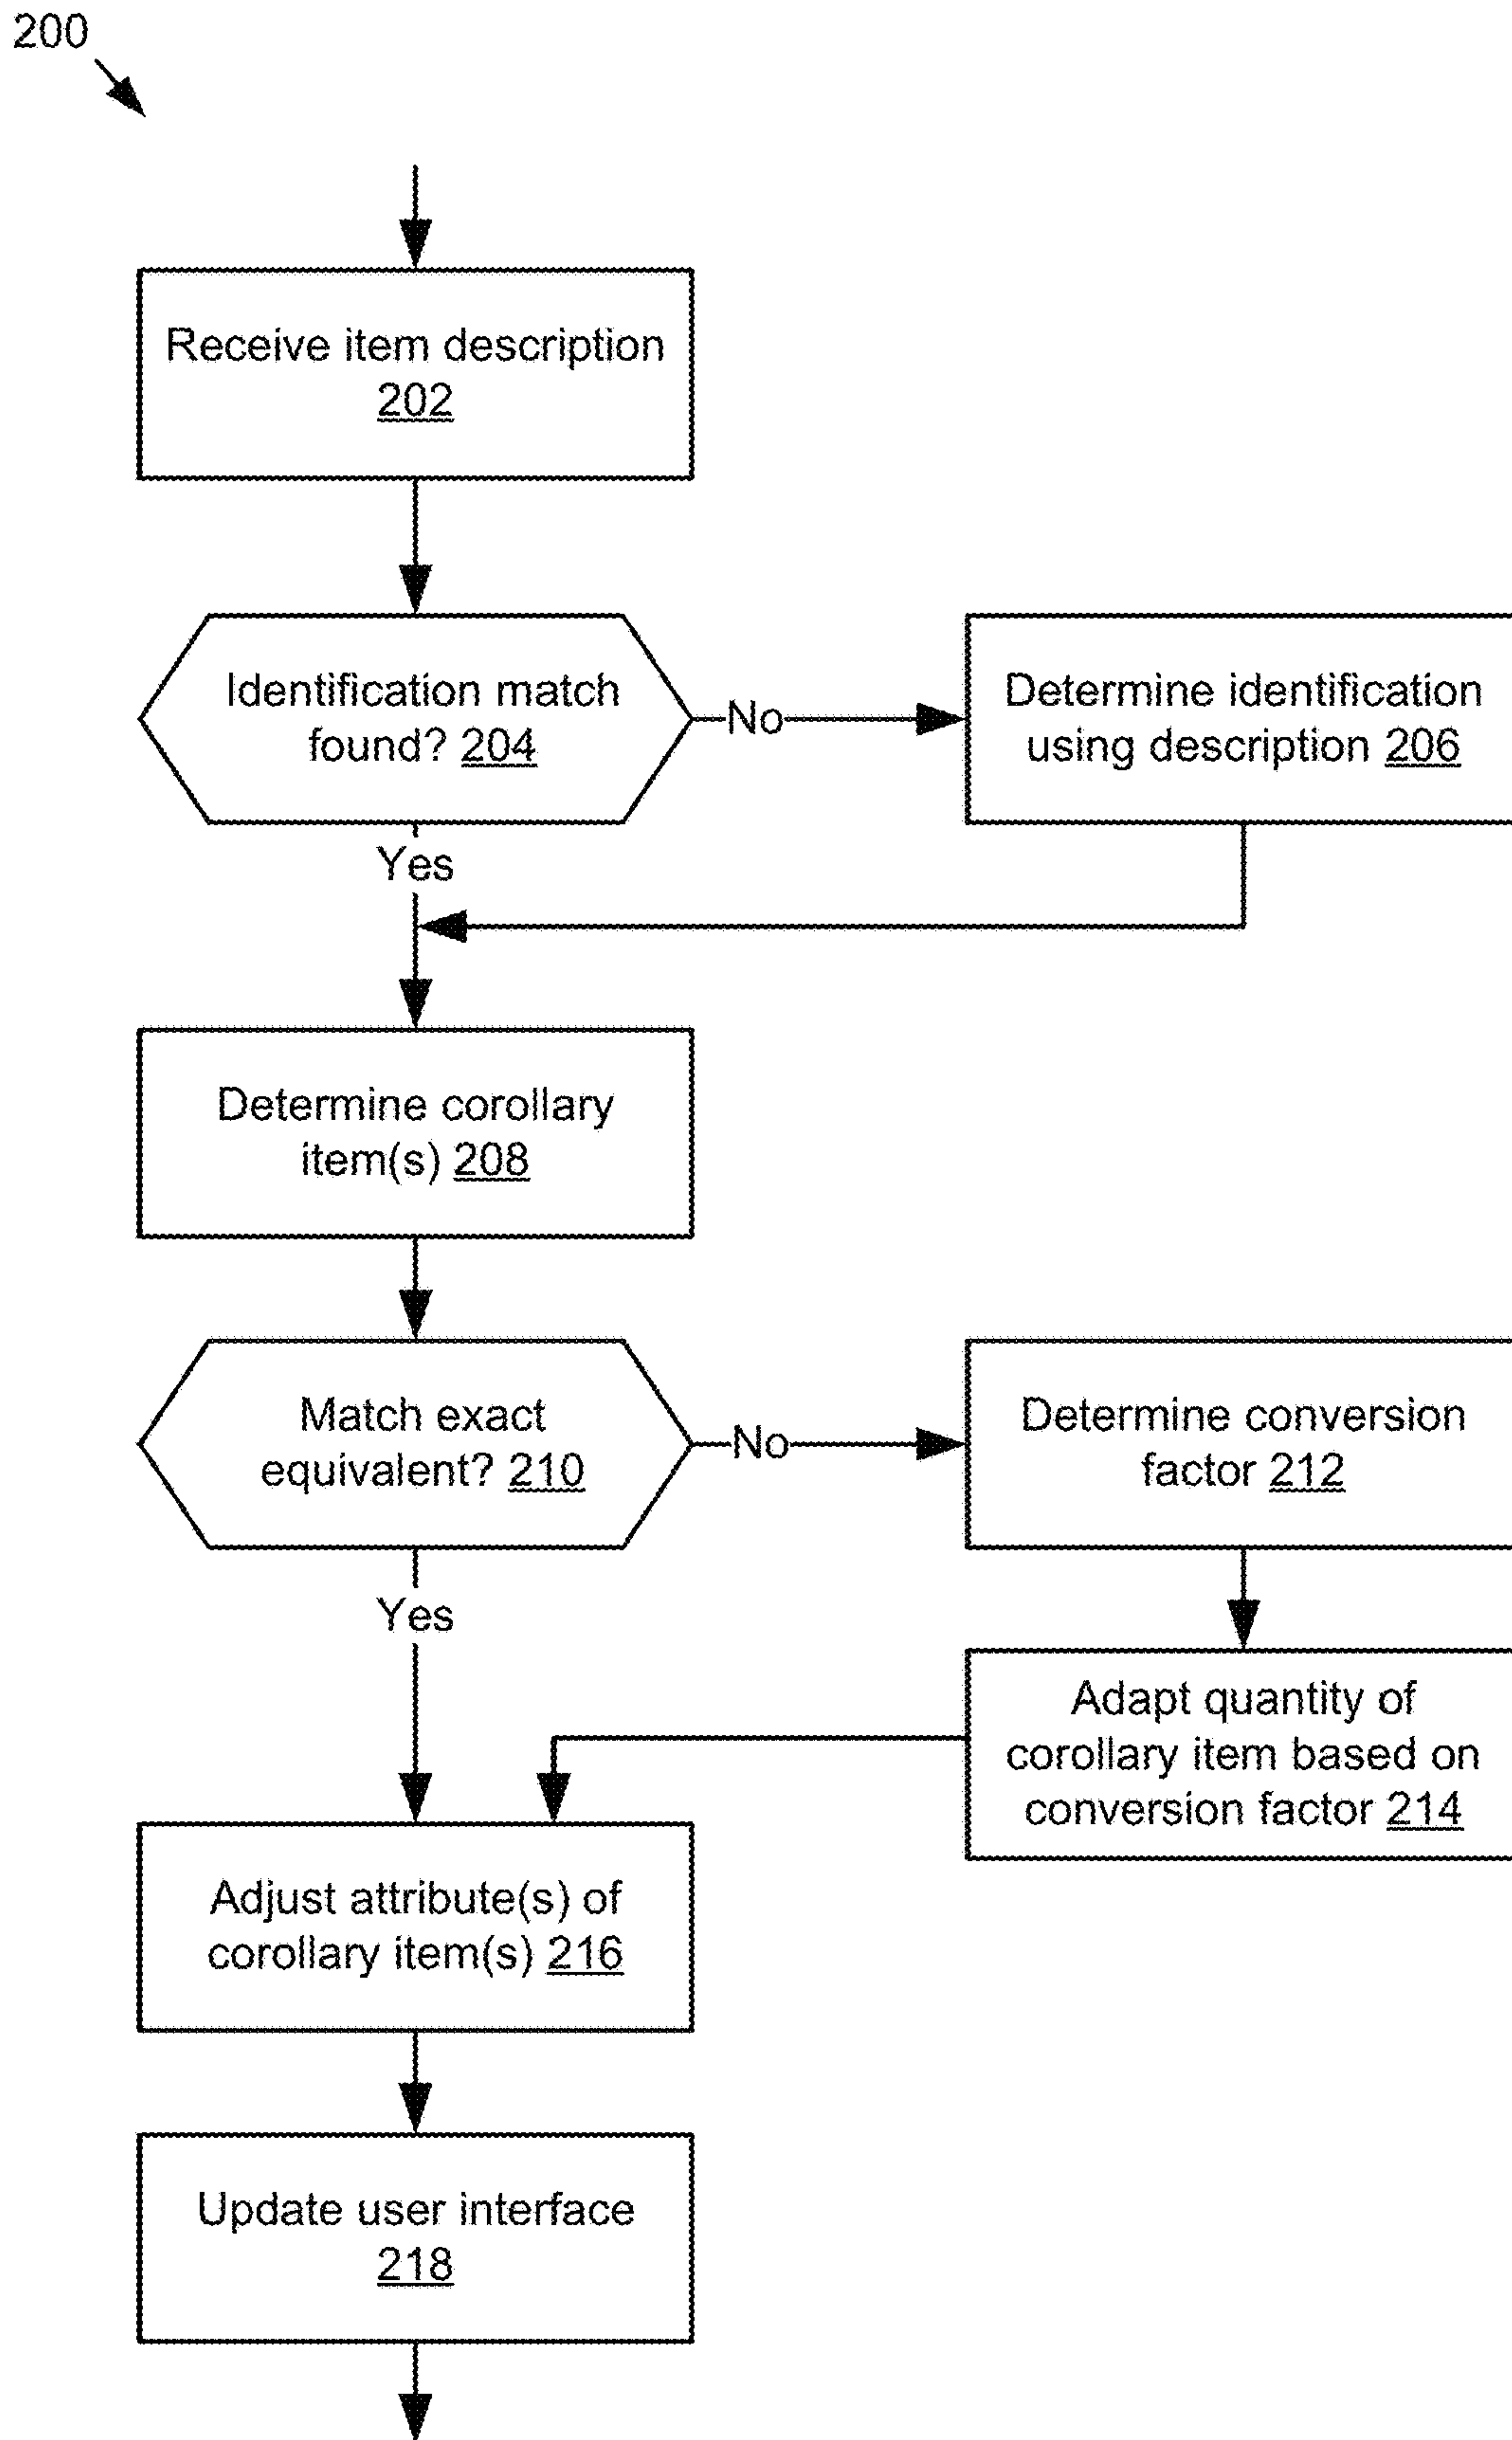 200
Receive item description
202
Identification match
found? 204
No
Determine identification
using description 206
Yes
Determine corollary
item(s) 208
Match exact
equivalent? 210
No
Determine conversion
factor 212
Yes
Adapt quantity of
corollary item based on
conversion factor 214
Adjust attribute(s) of
corollary item(s) 216
Update user interface
218